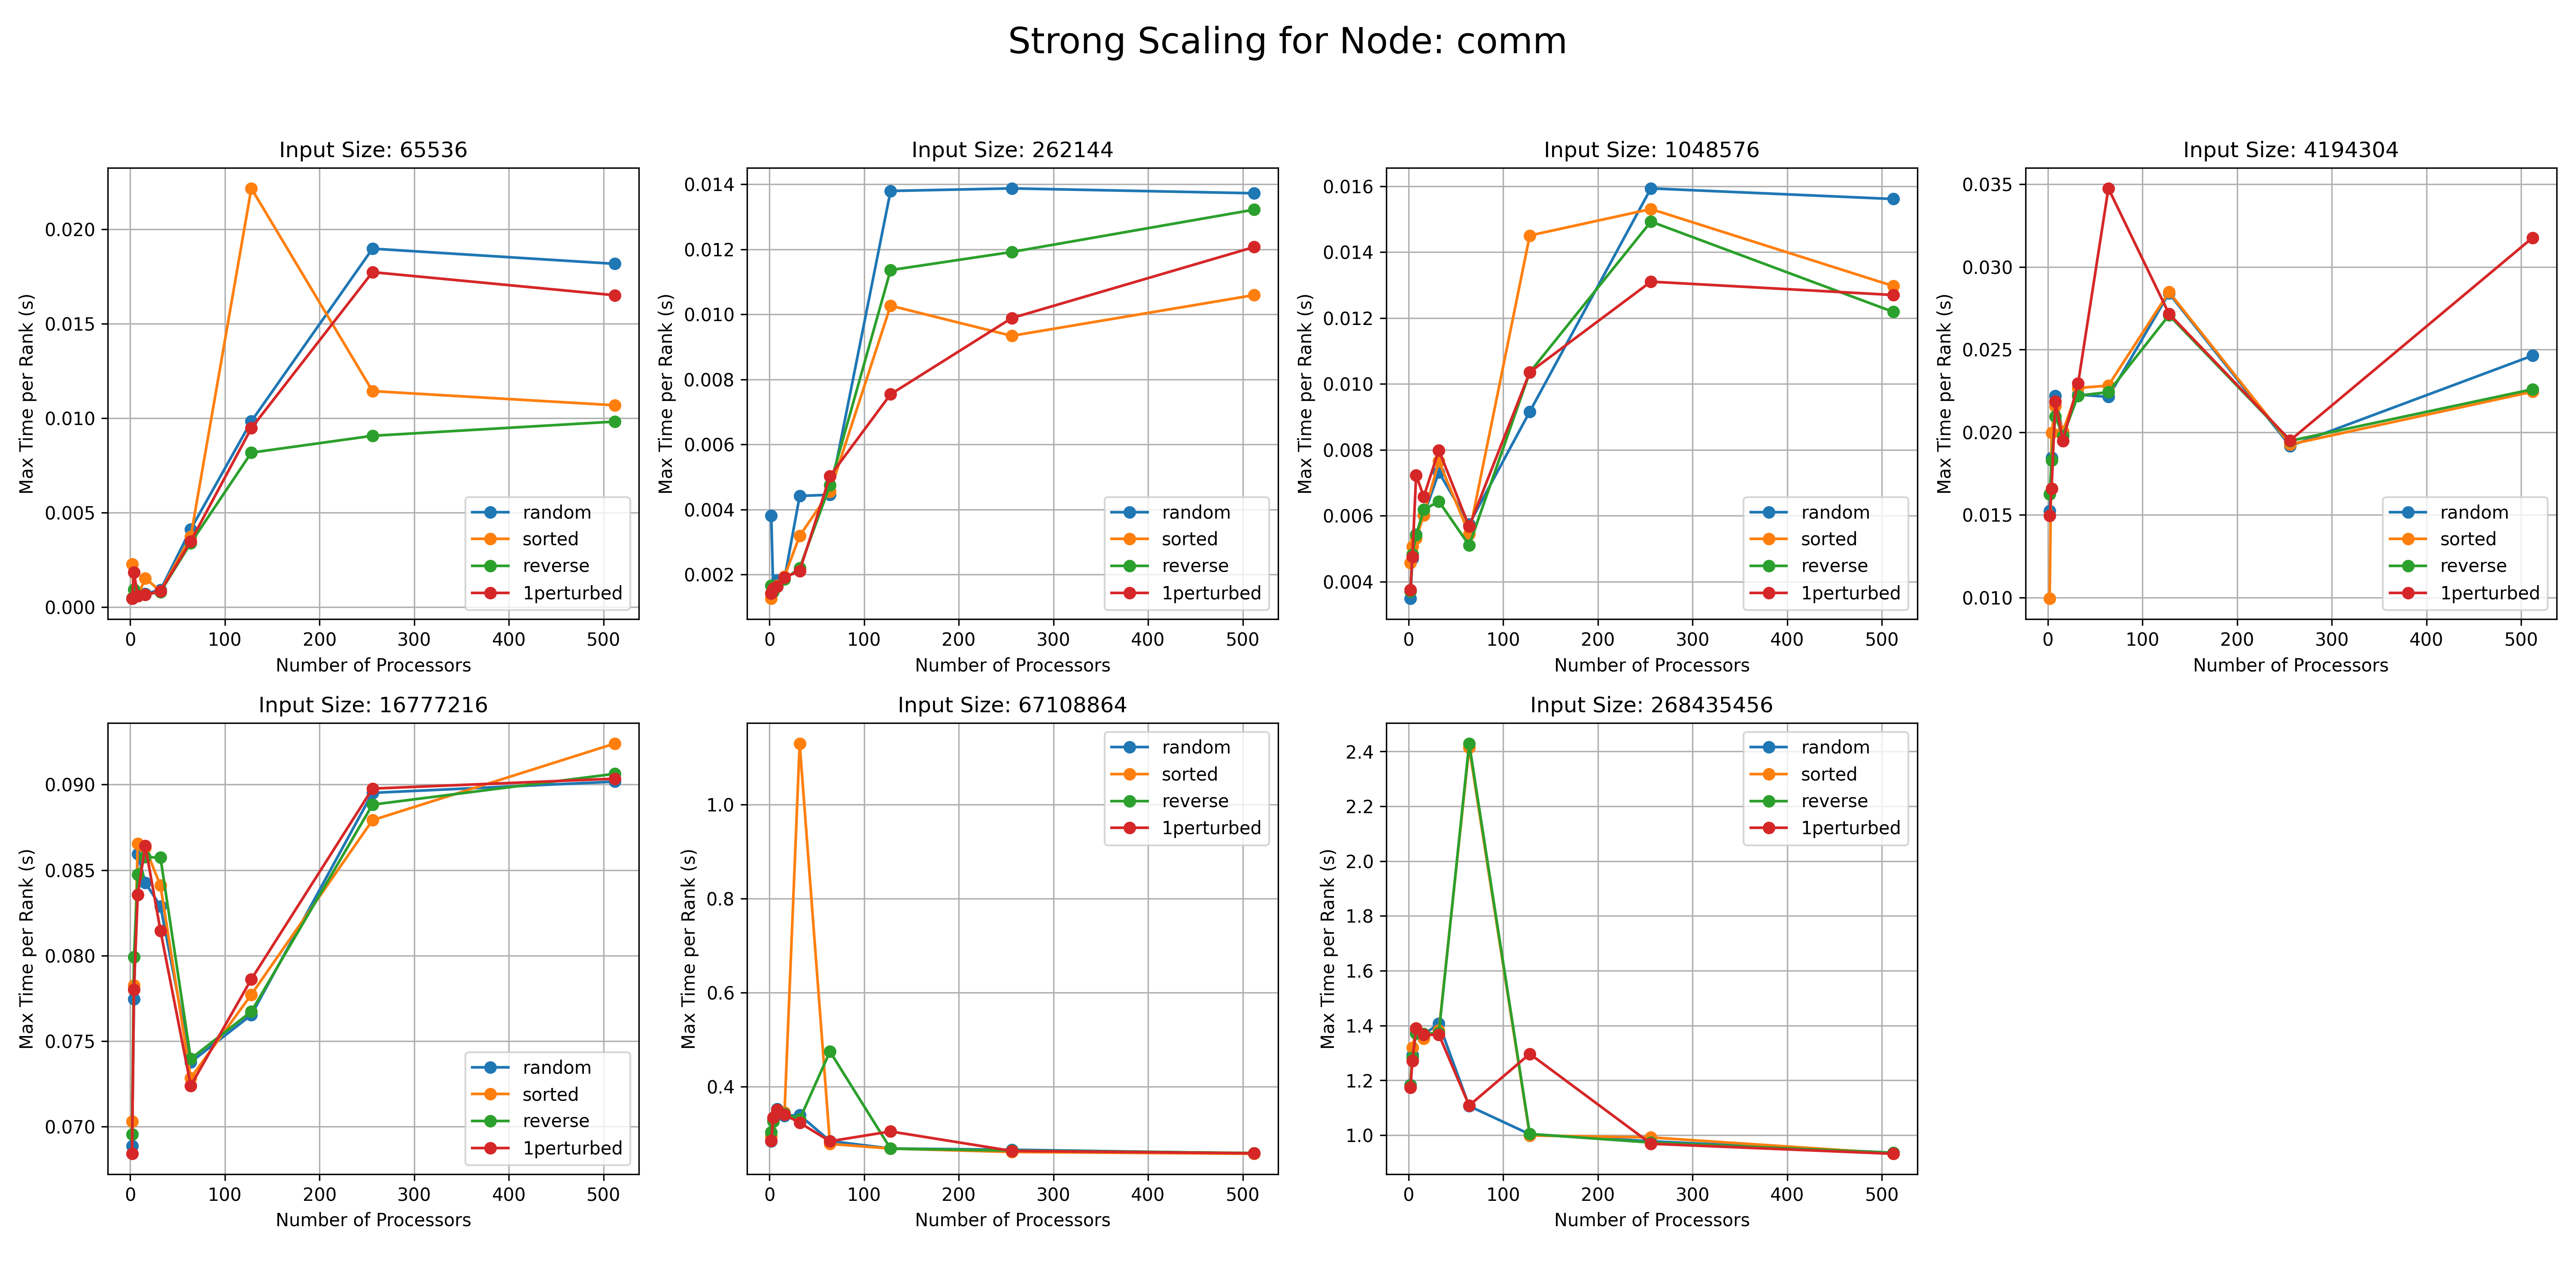 Strong Scaling for Node: comm
Input Size: 65536
Max Time per Rank (s)
0.020
0.015
0.010
0.005
0.000
random
sorted
reverse
1perturbed
0 100 200 300 400 500
Number of Processors
Input Size: 262144
Max Time per Rank (s)
0.014
0.012
0.010
0.008
0.006
0.004
0.002
random
sorted
reverse
1perturbed
0 100 200 300 400 500
Number of Processors
Input Size: 1048576
Max Time per Rank (s)
0.016
0.014
0.012
0.010
0.008
0.006
0.004
random
sorted
reverse
1perturbed
0 100 200 300 400 500
Number of Processors
Input Size: 4194304
Max Time per Rank (s)
0.035
0.030
0.025
0.020
0.015
0.010
random
sorted
reverse
1perturbed
0 100 200 300 400 500
Number of Processors
Input Size: 16777216
Max Time per Rank (s)
0.090
0.085
0.080
0.075
0.070
random
sorted
reverse
1perturbed
0 100 200 300 400 500
Number of Processors
Input Size: 67108864
Max Time per Rank (s)
1.0
0.8
0.6
0.4
random
sorted
reverse
1perturbed
0 100 200 300 400 500
Number of Processors
Input Size: 268435456
Max Time per Rank (s)
2.4
2.2
2.0
1.8
1.6
1.4
1.2
1.0
random
sorted
reverse
1perturbed
0 100 200 300 400 500
Number of Processors